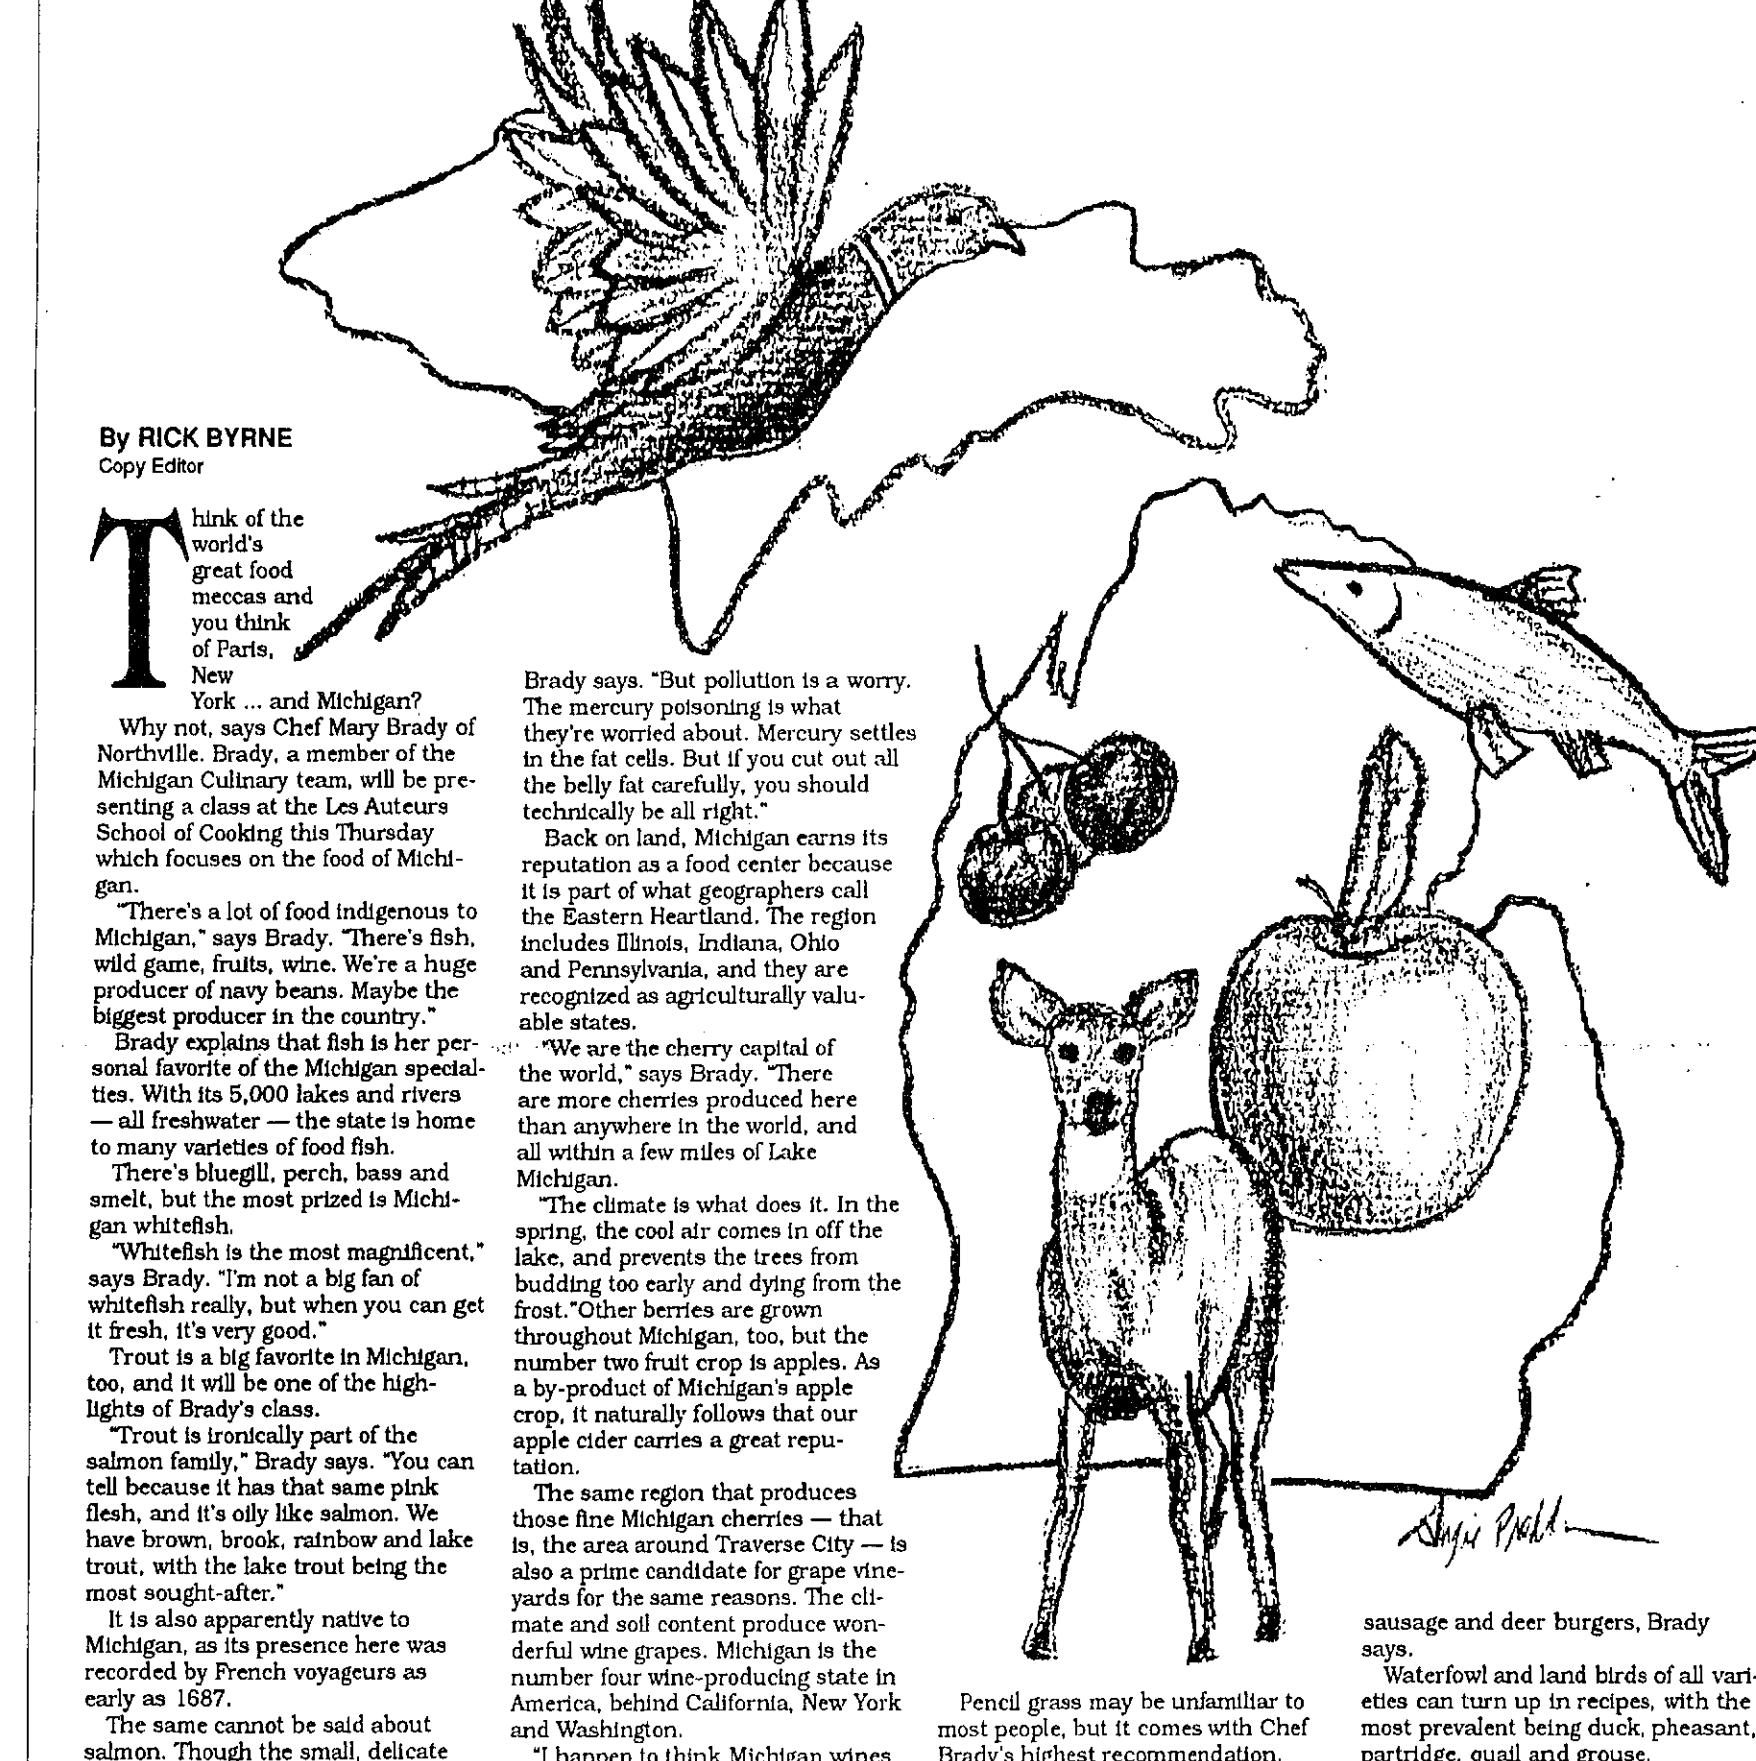 By RICK BYRNE
Copy Editor
Think of the
world's
great food
meccas and
you think
of Paris,
New
York ... and Michigan?
Why not, says Chef Mary Brady of
Northville. Brady, a member of the
Michigan Culinary team, will be pre-
senting a class at the Les Auteurs
School of Cooking this Thursday
which focuses on the food of Michi-
gan.
"There's a lot of food indigenous to
Michigan," says Brady. "There's fish,
wild game, fruits, wine. We're a huge
producer of navy beans. Maybe the
biggest producer in the country."
Brady explains that fish is her per-
sonal favorite of the Michigan special-
ties. With its 5,000 lakes and rivers
— all freshwater — the state is home
to many varieties of food fish.
There's bluegill, perch, bass and
smelt, but the most prized is Michi-
gan whitefish.
"Whitefish is the most magnificent,"
says Brady. "I'm not a big fan of
whitefish really, but when you can get
it fresh, it's very good."
Trout is a big favorite in Michigan,
too, and it will be one of the high-
lights of Brady's class.
"Trout is ironically part of the
salmon family," Brady says. "You can
tell because it has that same pink
flesh, and it's oily like salmon. We
have brown, brook, rainbow and lake
trout, with the lake trout being the
most sought-after."
It is also apparently native to
Michigan, as its presence here was
recorded by French voyageurs as
early as 1687.
The same cannot be said about
salmon. Though the small, delicate
Brady says. "But pollution is a worry.
The mercury poisoning is what
they're worried about. Mercury settles
in the fat cells. But if you cut out all
the belly fat carefully, you should
technically be all right."
Back on land, Michigan earns its
reputation as a food center because
it is part of what geographers call
the Eastern Heartland. The region
includes Illinois, Indiana, Ohio
and Pennsylvania, and they are
recognized as agriculturally valu-
able states.
"We are the cherry capital of
the world," says Brady. "There
are more cherries produced here
than anywhere in the world, and
all within a few miles of Lake
Michigan.
"The climate is what does it. In the
spring, the cool air comes in off the
lake, and prevents the trees from
budding too early and dying from the
frost."Other berries are grown
throughout Michigan, too, but the
number two fruit crop is apples. As
a by-product of Michigan's apple
crop, it naturally follows that our
apple cider carries a great repu-
tation.
The same region that produces
those fine Michigan cherries — that
is, the area around Traverse City — is
also a prime candidate for grape vine-
yards for the same reasons. The cli-
mate and soil content produce won-
derful wine grapes. Michigan is the
number four wine-producing state in
America, behind California, New York
and Washington.
"I happen to think Michigan wines
Pencil grass may be unfamiliar to
most people, but it comes with Chef
Brady's highest recommendation.
sausage and deer burgers, Brady
says.
Waterfowl and land birds of all vari-
eties can turn up in recipes, with the
most prevalent being duck, pheasant,
partridge, quail and grouse.